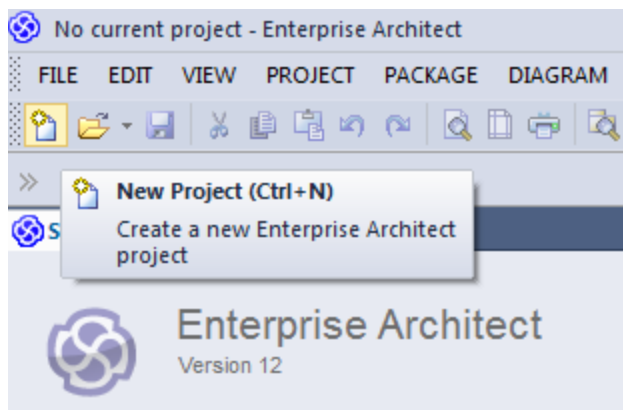 No current project - Enterprise Architect
FILE EDIT VIEW PROJECT PACKAGE DIAGRAM
New Project (Ctrl+N)
Create a new Enterprise Architect
project
S
Enterprise Architect
Version 12